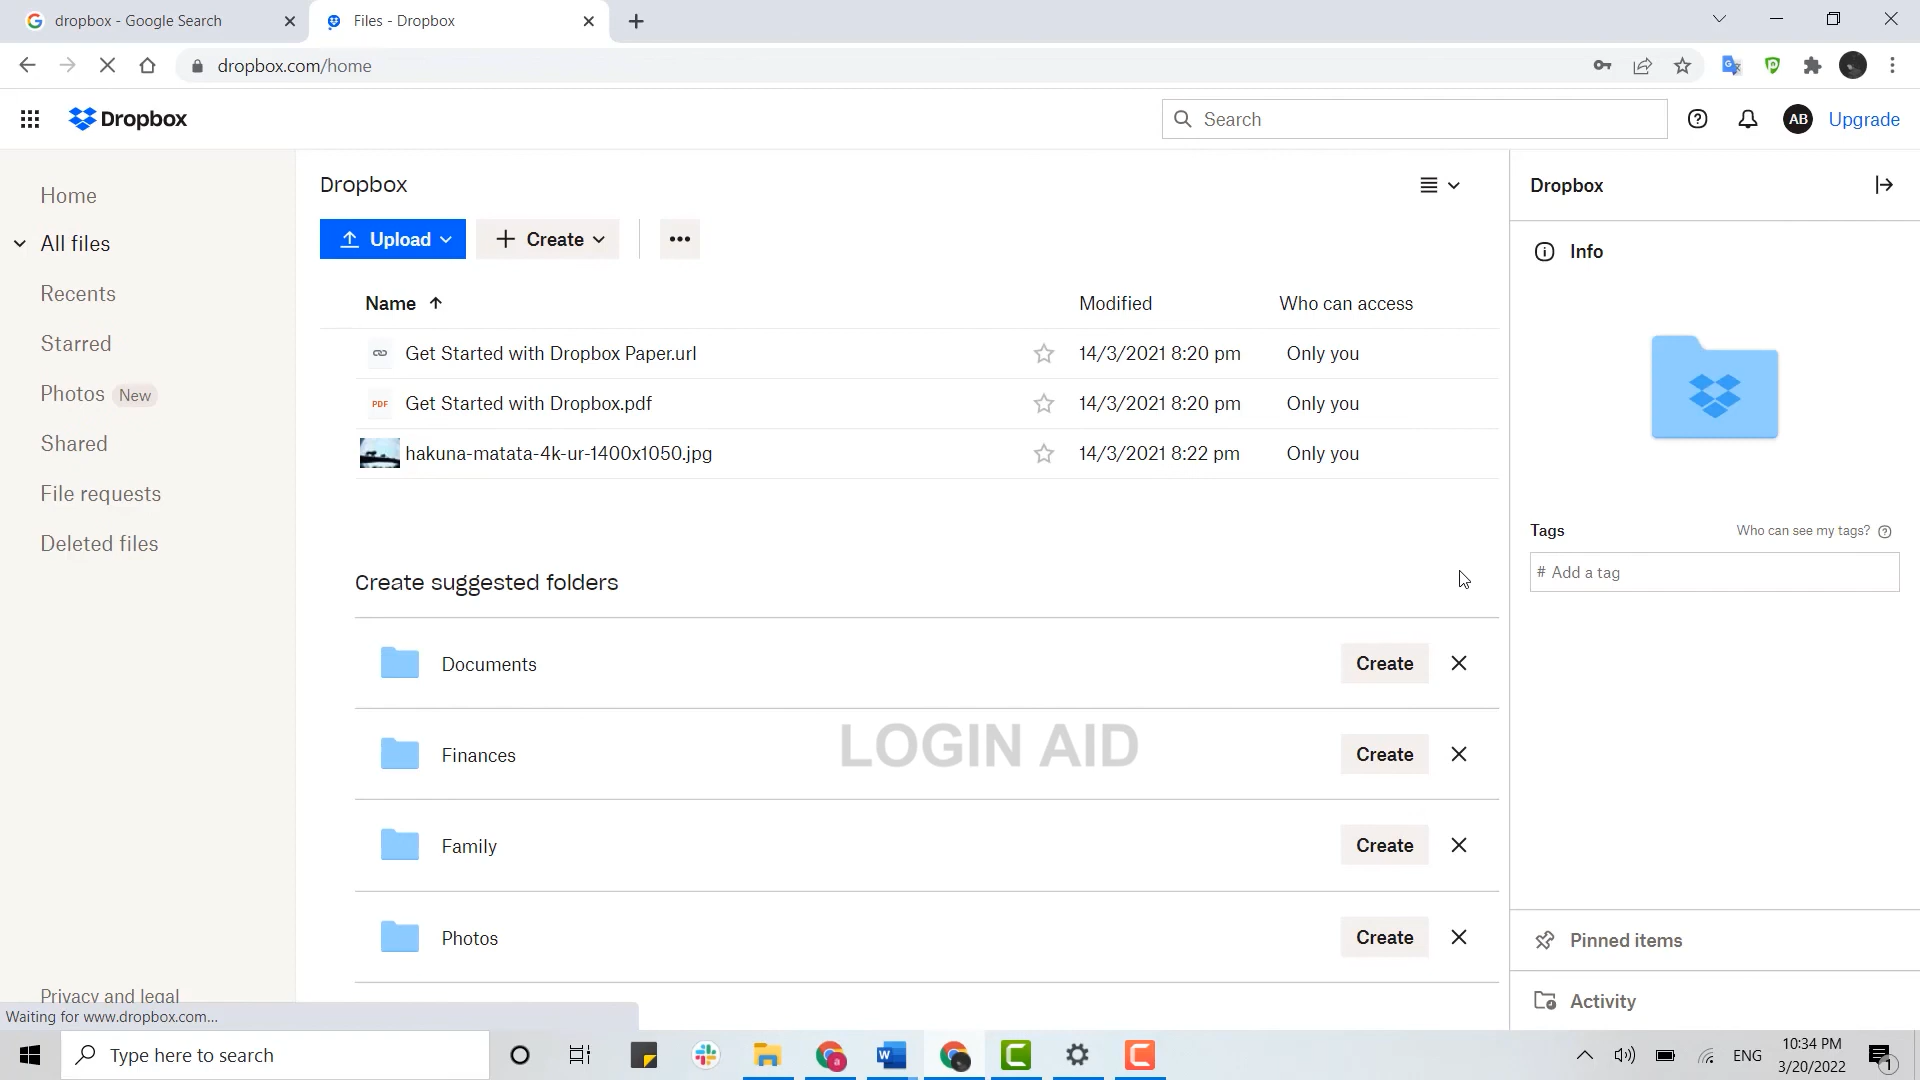 dropbox - Google Search
Files - Dropbox
dropbox.com/home
Dropbox
Search
AB
Upgrade
Home
All files
Recents
Starred
Photos New
Shared
File requests
Deleted files
Privacy and legal
Waiting for www.dropbox.com...
Dropbox
Upload
Create
Name
Modified
Who can access
Get Started with Dropbox Paper.url
14/3/2021 8:20 pm
Only you
PDF
Get Started with Dropbox.pdf
14/3/2021 8:20 pm
Only you
hakuna-matata-4k-ur-1400x1050.jpg
14/3/2021 8:22 pm
Only you
Create suggested folders
Documents
Create
Finances
Create
Family
Create
Photos
Create
LOGIN AID
Dropbox
Info
Tags
Who can see my tags?
# Add a tag
Pinned items
Activity
Type here to search
ENG
10:34 PM
3/20/2022
1